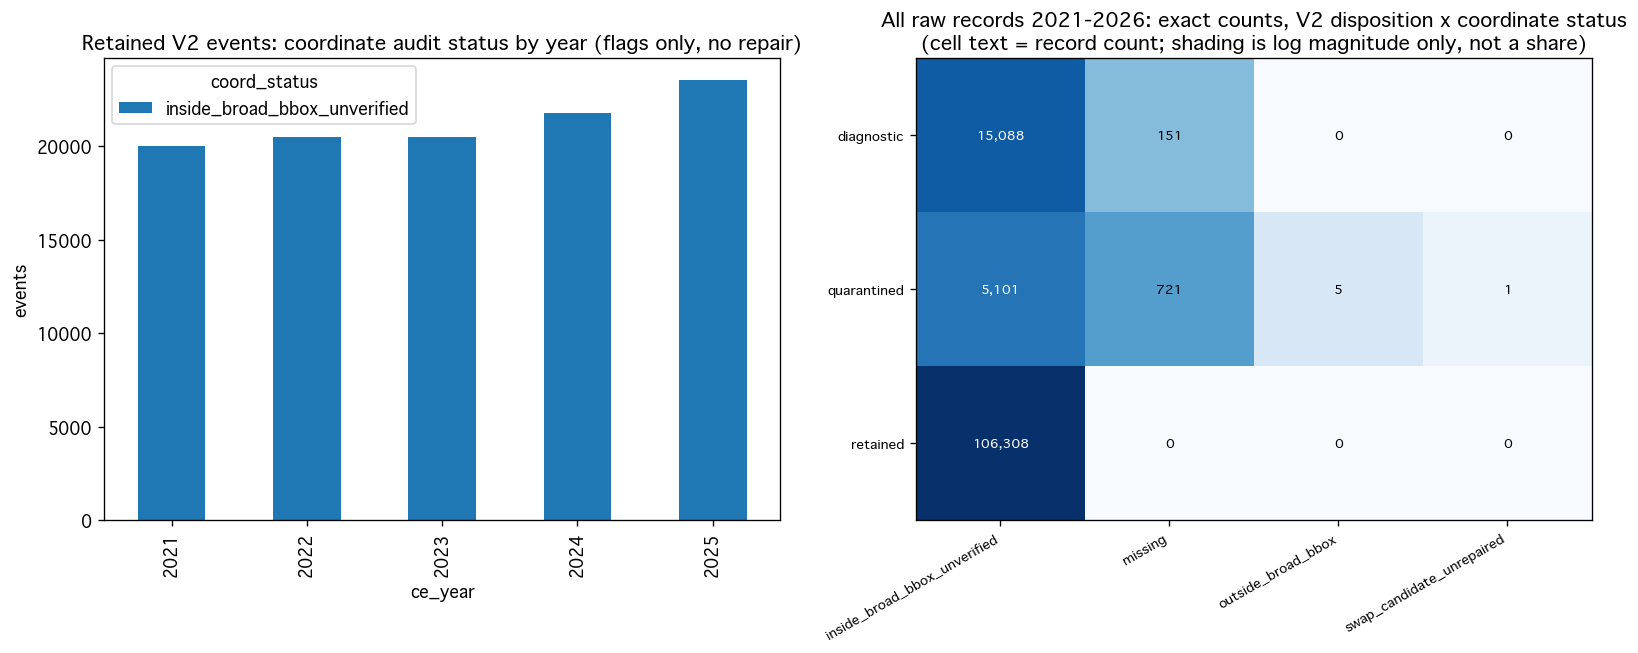 Retained V2 events: coordinate audit status by year (flags only, no repair)
coord_status
inside_broad_bbox_unverified
20000
15000
10000
5000
0
events
2021
2022
2023
2024
2025
ce_year
All raw records 2021-2026: exact counts, V2 disposition x coordinate status
(cell text = record count; shading is log magnitude only, not a share)
diagnostic
15,088
151
0
0
quarantined
5,101
721
5
1
retained
106,308
0
0
0
inside_broad_bbox_unverified
missing
outside_broad_bbox
swap_candidate_unrepaired